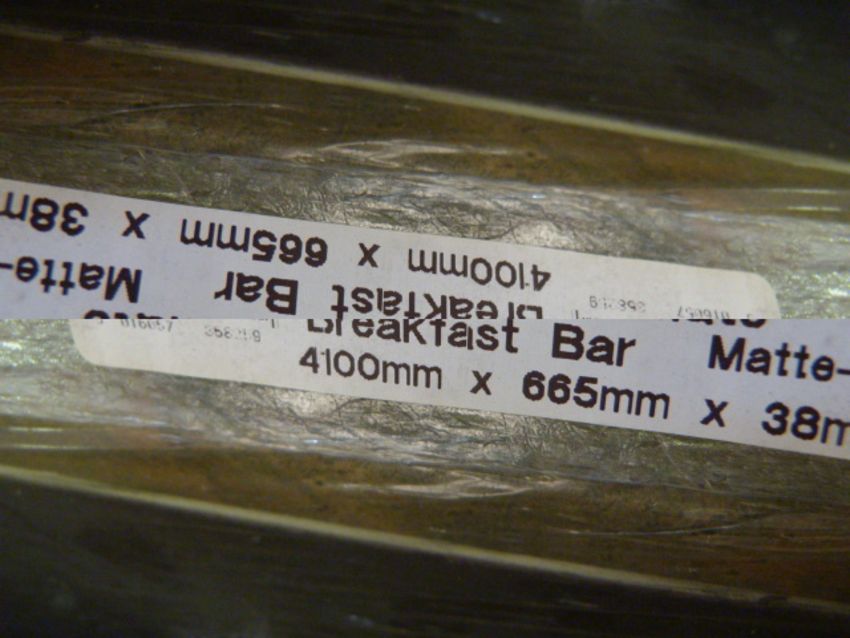 Breakfast Bar Matte-
4100mm x 665mm x 38m
Breakfast Bar Matte-
4100mm x 665mm x 38m